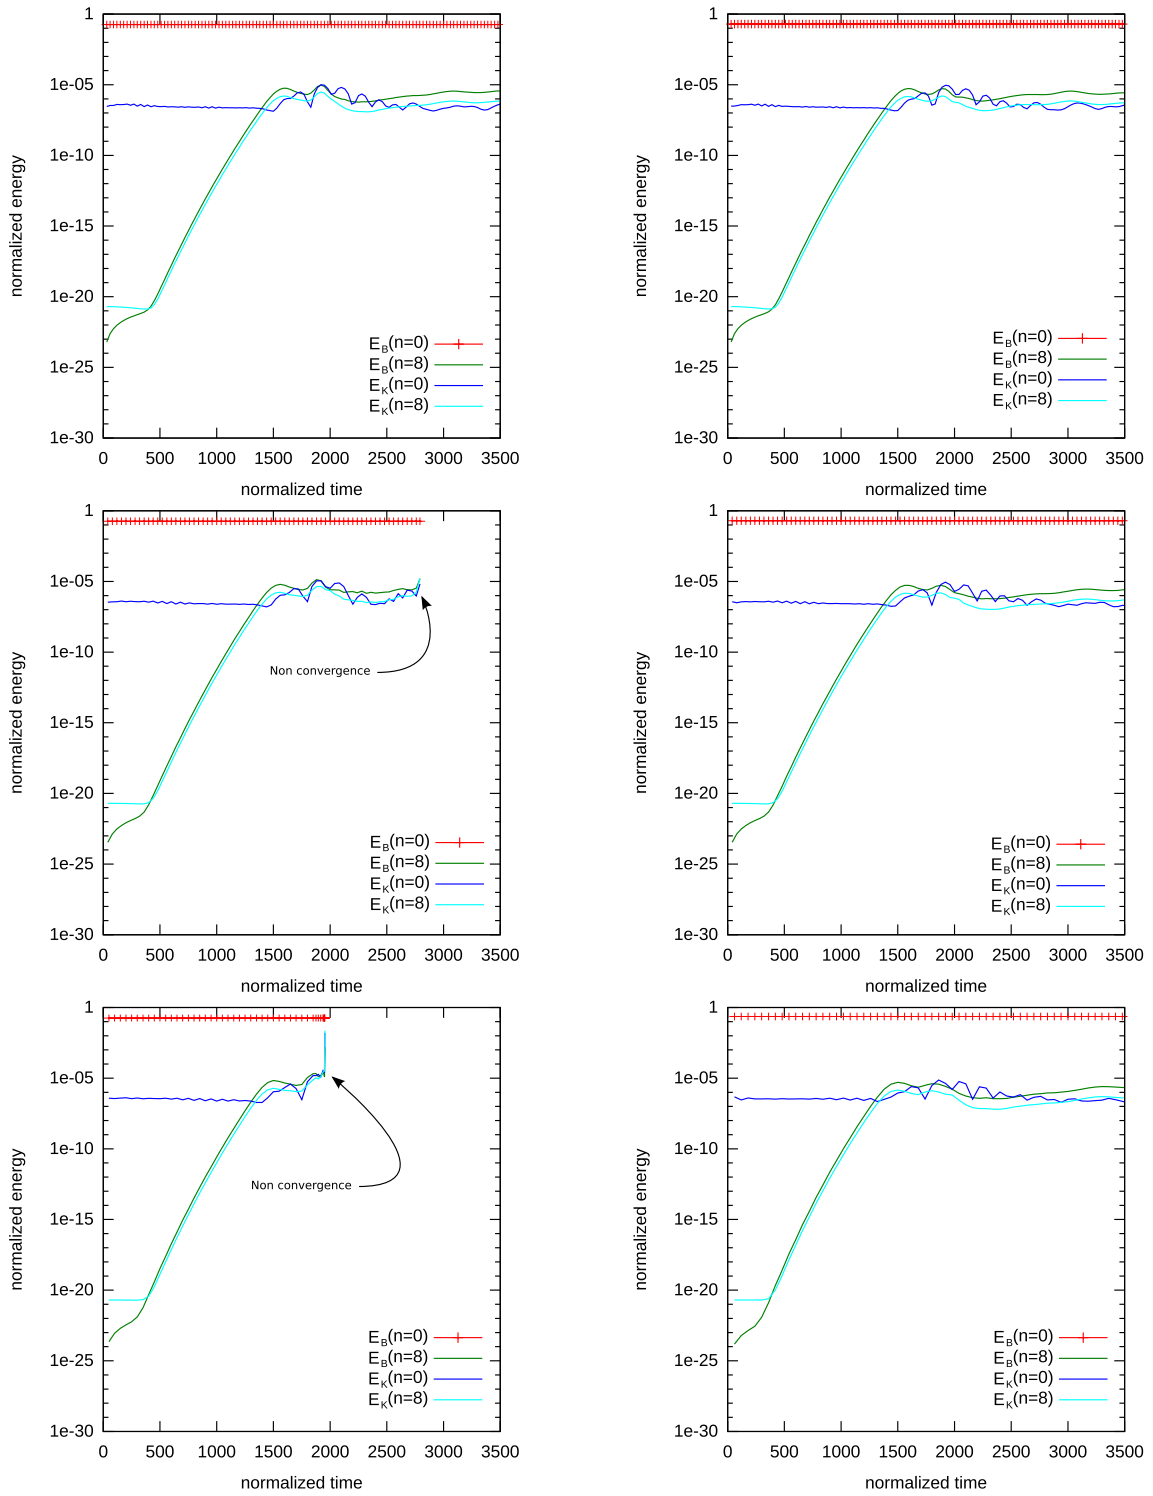 1
1e-05
1e-10
1e-15
1e-20
1e-25
1e-30
0 500 1000 1500 2000 2500 3000 3500
normalized energy
normalized time
EB(n=0)
EB(n=8)
EK(n=0)
EK(n=8)
1
1e-05
1e-10
1e-15
1e-20
1e-25
1e-30
0 500 1000 1500 2000 2500 3000 3500
normalized energy
normalized time
EB(n=0)
EB(n=8)
EK(n=0)
EK(n=8)
1
1e-05
1e-10
1e-15
1e-20
1e-25
1e-30
0 500 1000 1500 2000 2500 3000 3500
normalized energy
normalized time
Non convergence
EB(n=0)
EB(n=8)
EK(n=0)
EK(n=8)
1
1e-05
1e-10
1e-15
1e-20
1e-25
1e-30
0 500 1000 1500 2000 2500 3000 3500
normalized energy
normalized time
EB(n=0)
EB(n=8)
EK(n=0)
EK(n=8)
1
1e-05
1e-10
1e-15
1e-20
1e-25
1e-30
0 500 1000 1500 2000 2500 3000 3500
normalized energy
normalized time
Non convergence
EB(n=0)
EB(n=8)
EK(n=0)
EK(n=8)
1
1e-05
1e-10
1e-15
1e-20
1e-25
1e-30
0 500 1000 1500 2000 2500 3000 3500
normalized energy
normalized time
EB(n=0)
EB(n=8)
EK(n=0)
EK(n=8)